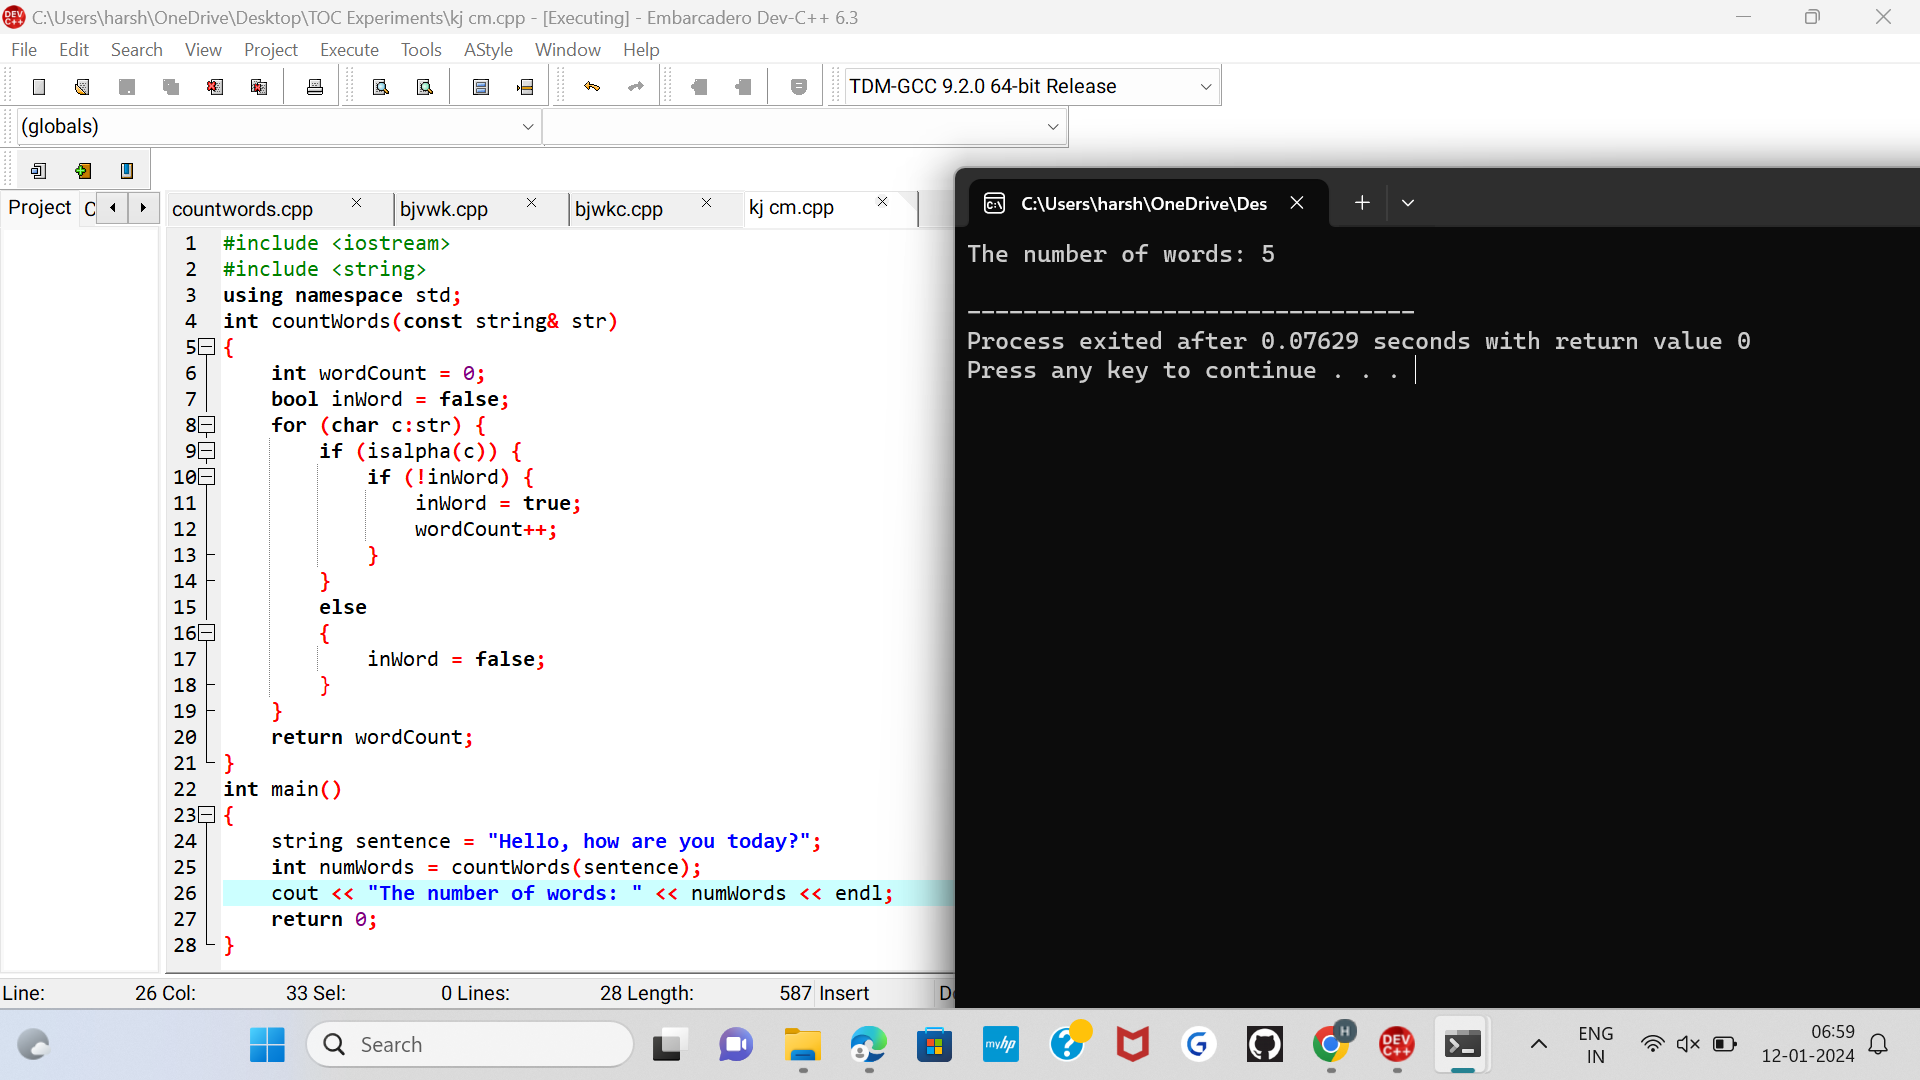 C:\Users\harsh\OneDrive\Desktop\TOC Experiments\kj cm.cpp - [Executing] - Embarcadero Dev-C++ 6.3
File Edit Search View Project Execute Tools AStyle Window Help
TDM-GCC 9.2.0 64-bit Release
(globals)
Project C
countwords.cpp bjvwk.cpp bjwkc.cpp kj cm.cpp
1 #include <iostream>
2 #include <string>
3 using namespace std;
4 int countWords(const string& str)
5 {
6 int wordCount = 0;
7 bool inWord = false;
8 for (char c:str) {
9 if (isalpha(c)) {
10 if (!inWord) {
11 inWord = true;
12 wordCount++;
13 }
14 }
15 else
16 {
17 inWord = false;
18 }
19 }
20 return wordCount;
21 }
22 int main()
23 {
24 string sentence = "Hello, how are you today?";
25 int numWords = countWords(sentence);
26 cout << "The number of words: " << numWords << endl;
27 return 0;
28 }
C:\Users\harsh\OneDrive\Des
The number of words: 5
--------------------------------
Process exited after 0.07629 seconds with return value 0
Press any key to continue . . .
Line: 26 Col: 33 Sel: 0 Lines: 28 Length: 587 Insert
Search
myhp
H
DEV C++
ENG
IN
06:59
12-01-2024